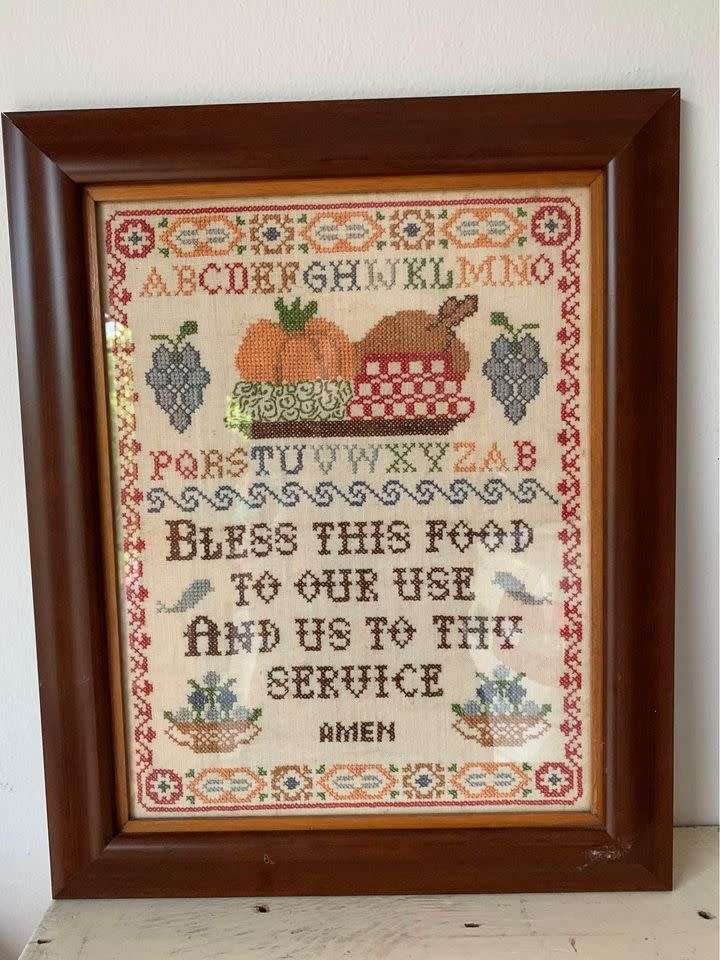 ABCDEFGHIJKLMNO
PQRSTUVWXYZAB
BLESS THIS FOOD
TO OUR USE
AND US TO THY
SERVICE
AMEN